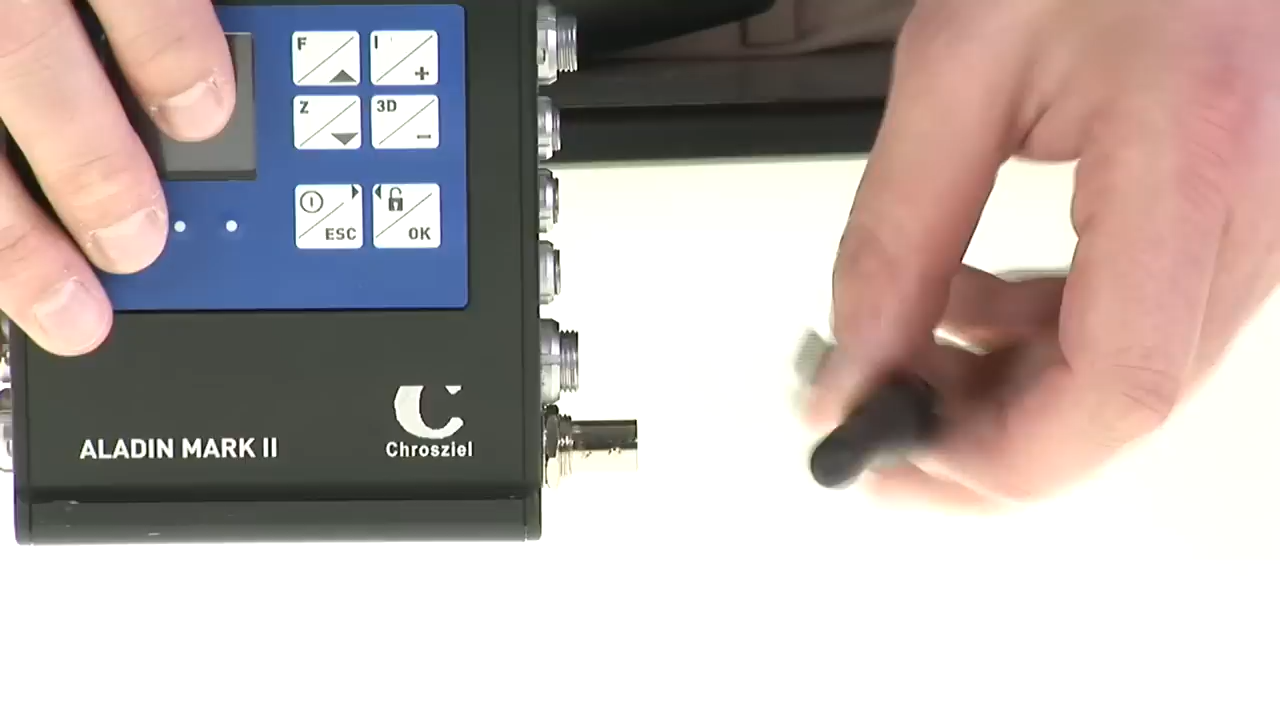 F
I
+
Z
3D
-
ESC
OK
ALADIN MARK II
Chrosziel